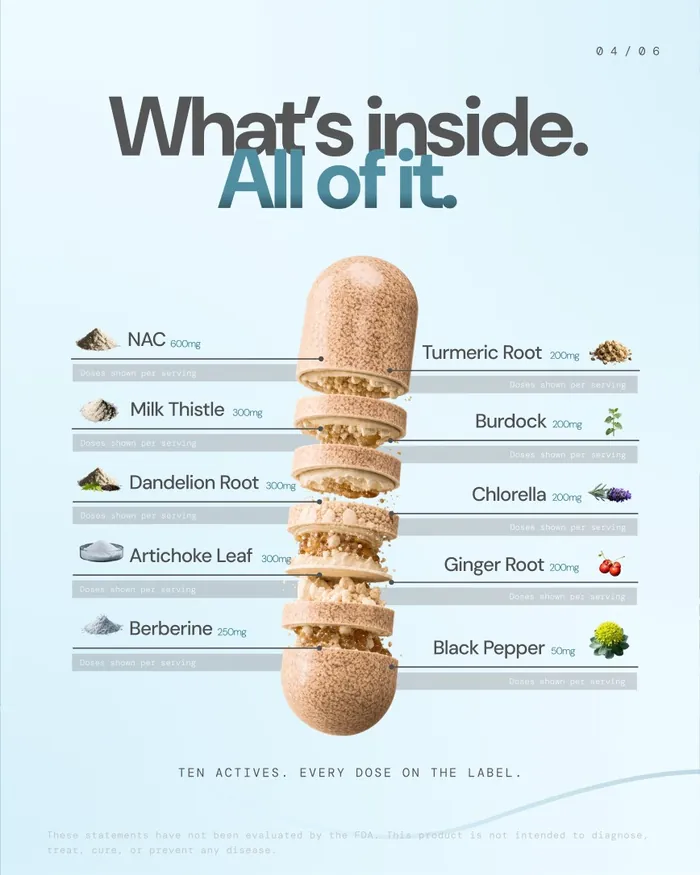 04/06
What's inside.
All of it.
NAC 600mg
Doses shown per serving
Milk Thistle 300mg
Doses shown per serving
Dandelion Root 300mg
Doses shown per serving
Artichoke Leaf 300mg
Doses shown per serving
Berberine 250mg
Doses shown per serving
Turmeric Root 200mg
Doses shown per serving
Burdock 200mg
Doses shown per serving
Chlorella 200mg
Doses shown per serving
Ginger Root 200mg
Doses shown per serving
Black Pepper 50mg
Doses shown per serving
TEN ACTIVES. EVERY DOSE ON THE LABEL.
These statements have not been evaluated by the FDA. This product is not intended to diagnose,
treat, cure, or prevent any disease.